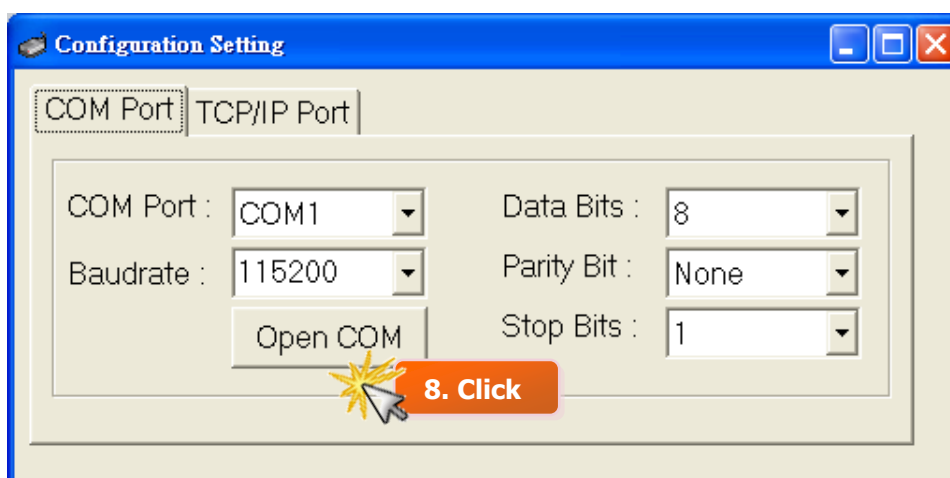 Configuration Setting
COM Port TCP/IP Port
COM Port : COM1 Data Bits : 8
Baudrate : 115200 Parity Bit : None
Open COM Stop Bits : 1
8. Click